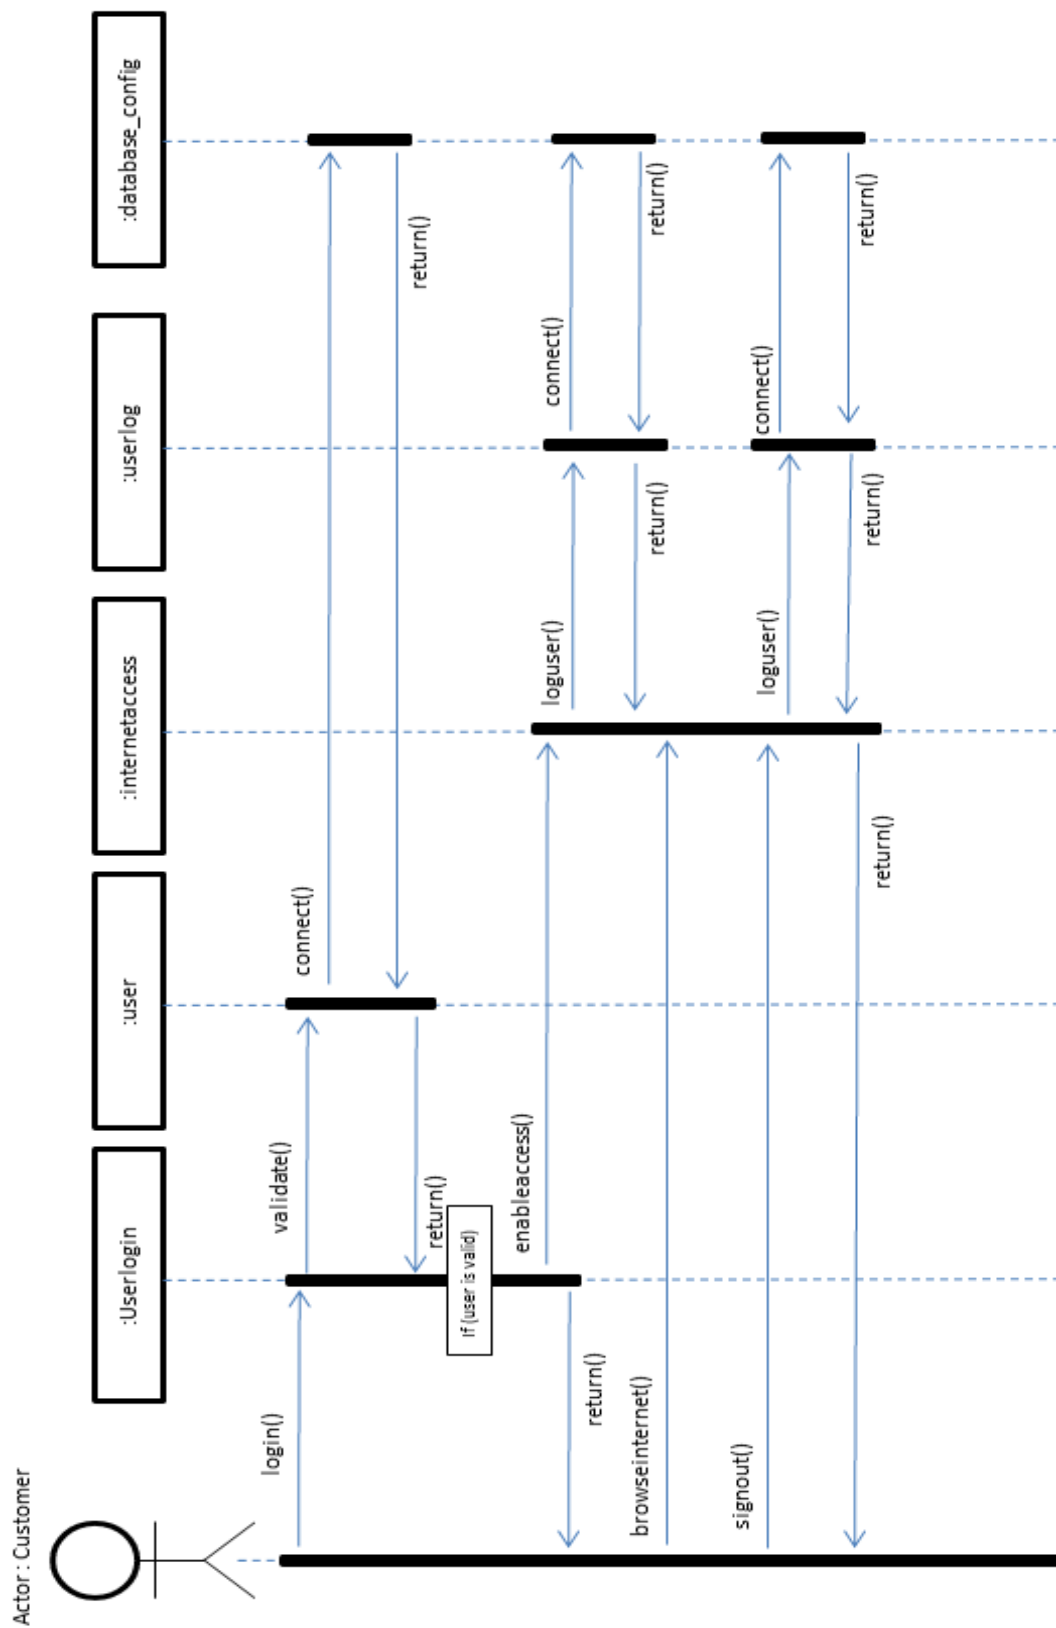 Actor : Customer
:Userlogin
:user
:internetaccess
:userlog
:database_config
login()
validate()
connect()
return()
return()
If (user is valid)
enableaccess()
loguser()
connect()
return()
return()
return()
browseinternet()
signout()
loguser()
connect()
return()
return()
return()